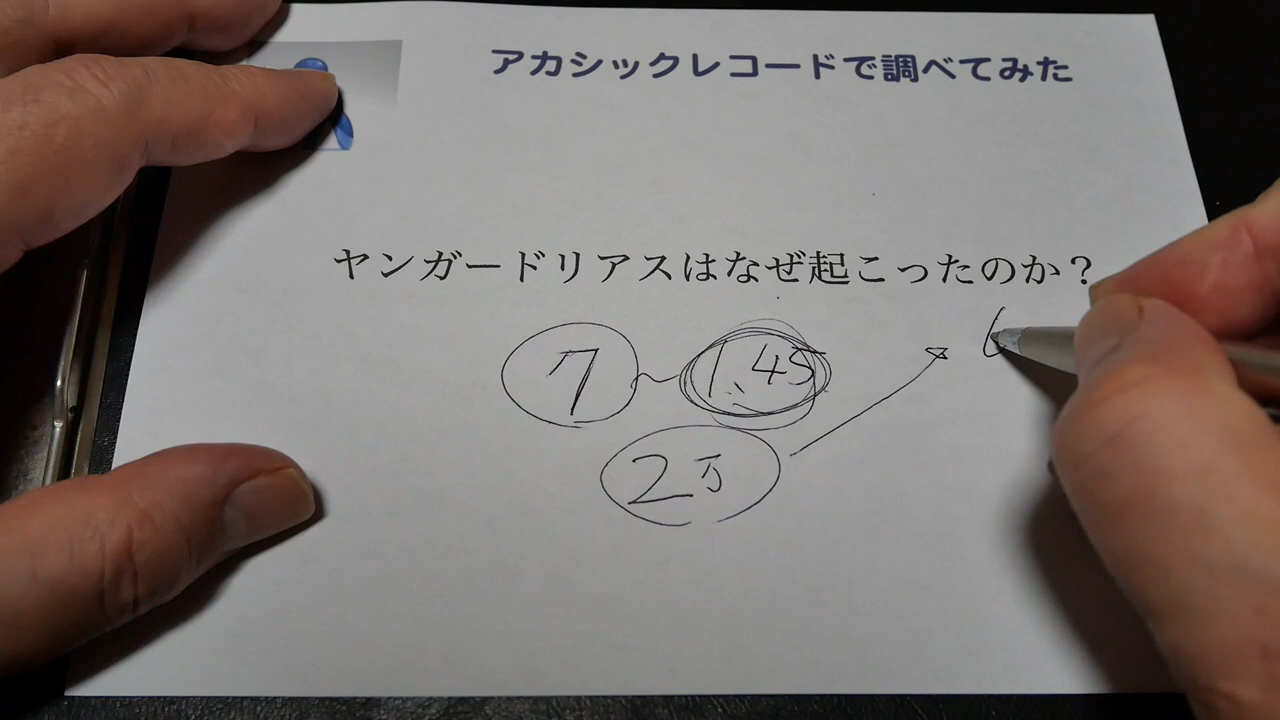 アカシックレコードで調べてみた
ヤンガードリアスはなぜ起こったのか？
7 ~ 1.45
2万